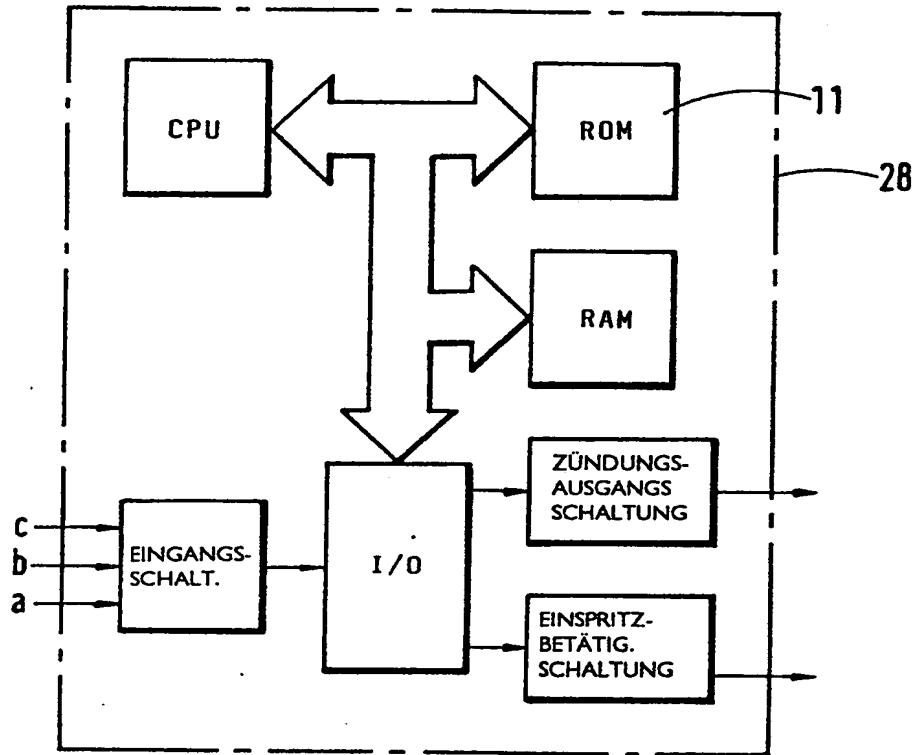 CPU
ROM
11
28
RAM
c
b
a
EINGANGS-
SCHALT.
I/O
ZÜNDUNGS-
AUSGANGS
SCHALTUNG
EINSPRITZ-
BETÄTIG.
SCHALTUNG